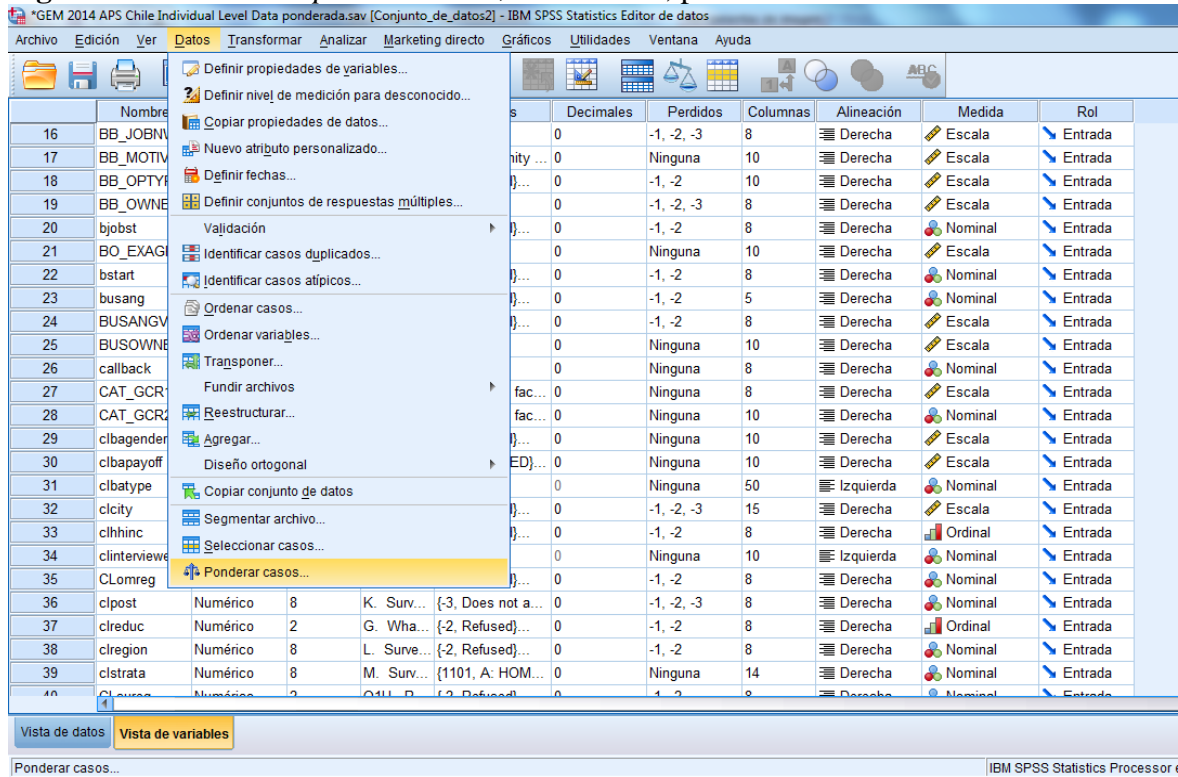 *GEM 2014 APS Chile Individual Level Data ponderada.sav [Conjunto_de_datos2] - IBM SPSS Statistics Editor de datos
Archivo Edición Ver Datos Transformar Analizar Marketing directo Gráficos Utilidades Ventana Ayuda
Definir propiedades de variables...
Definir nivel de medición para desconocido...
Copiar propiedades de datos...
Nuevo atributo personalizado...
Definir fechas...
Definir conjuntos de respuestas múltiples...
Validación
Identificar casos duplicados...
Identificar casos atípicos...
Ordenar casos...
Ordenar variables...
Transponer...
Fundir archivos
Reestructurar...
Agregar...
Diseño ortogonal
Copiar conjunto de datos
Segmentar archivo...
Seleccionar casos...
Ponderar casos...
Nombre s Decimales Perdidos Columnas Alineación Medida Rol
16 BB_JOBN 0 -1, -2, -3 8 Derecha Escala Entrada
17 BB_MOTIV nity ... 0 Ninguna 10 Derecha Escala Entrada
18 BB_OPTY }... 0 -1, -2 10 Derecha Escala Entrada
19 BB_OWNE 0 -1, -2, -3 8 Derecha Escala Entrada
20 bjobst }... 0 -1, -2 8 Derecha Nominal Entrada
21 BO_EXAG 0 Ninguna 10 Derecha Escala Entrada
22 bstart }... 0 -1, -2 8 Derecha Nominal Entrada
23 busang }... 0 -1, -2 5 Derecha Nominal Entrada
24 BUSANGV }... 0 -1, -2 8 Derecha Escala Entrada
25 BUSOWNE 0 Ninguna 10 Derecha Escala Entrada
26 callback 0 Ninguna 8 Derecha Nominal Entrada
27 CAT_GCR1 fac... 0 Ninguna 8 Derecha Escala Entrada
28 CAT_GCR2 fac... 0 Ninguna 10 Derecha Nominal Entrada
29 clbagender }... 0 Ninguna 10 Derecha Escala Entrada
30 clbapayoff ED}... 0 Ninguna 10 Derecha Escala Entrada
31 clbatype 0 Ninguna 50 Izquierda Nominal Entrada
32 clcity }... 0 -1, -2, -3 15 Derecha Escala Entrada
33 clhhinc }... 0 -1, -2 8 Derecha Ordinal Entrada
34 clinterviewe 0 Ninguna 10 Izquierda Nominal Entrada
35 CLomreg }... 0 -1, -2 8 Derecha Nominal Entrada
36 clpost Numérico 8 K. Surv... {-3, Does not a... 0 -1, -2, -3 8 Derecha Nominal Entrada
37 clreduc Numérico 2 G. Wha... {-2, Refused}... 0 -1, -2 8 Derecha Ordinal Entrada
38 clregion Numérico 8 L. Surve... {-2, Refused}... 0 -1, -2 8 Derecha Nominal Entrada
39 clstrata Numérico 8 M. Surv... {1101, A: HOM... 0 Ninguna 14 Derecha Nominal Entrada
Vista de datos Vista de variables
Ponderar casos... IBM SPSS Statistics Processor e